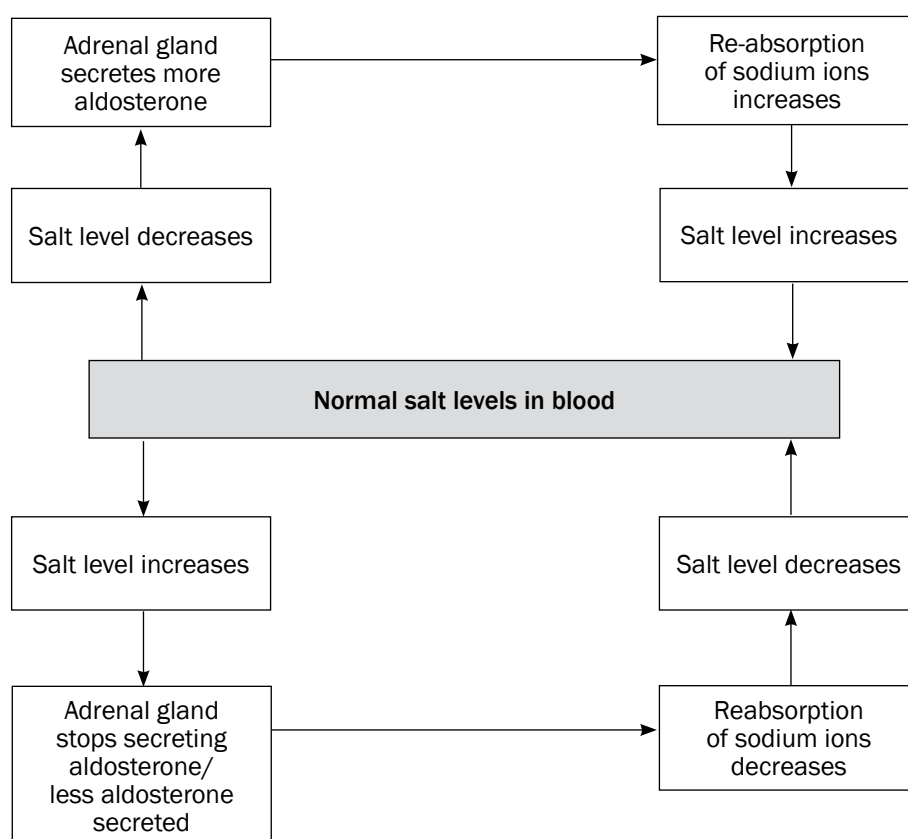 Adrenal gland
secretes more
aldosterone
Re-absorption
of sodium ions
increases
Salt level decreases
Salt level increases
Normal salt levels in blood
Salt level increases
Salt level decreases
Adrenal gland
stops secreting
aldosterone/
less aldosterone
secreted
Reabsorption
of sodium ions
decreases